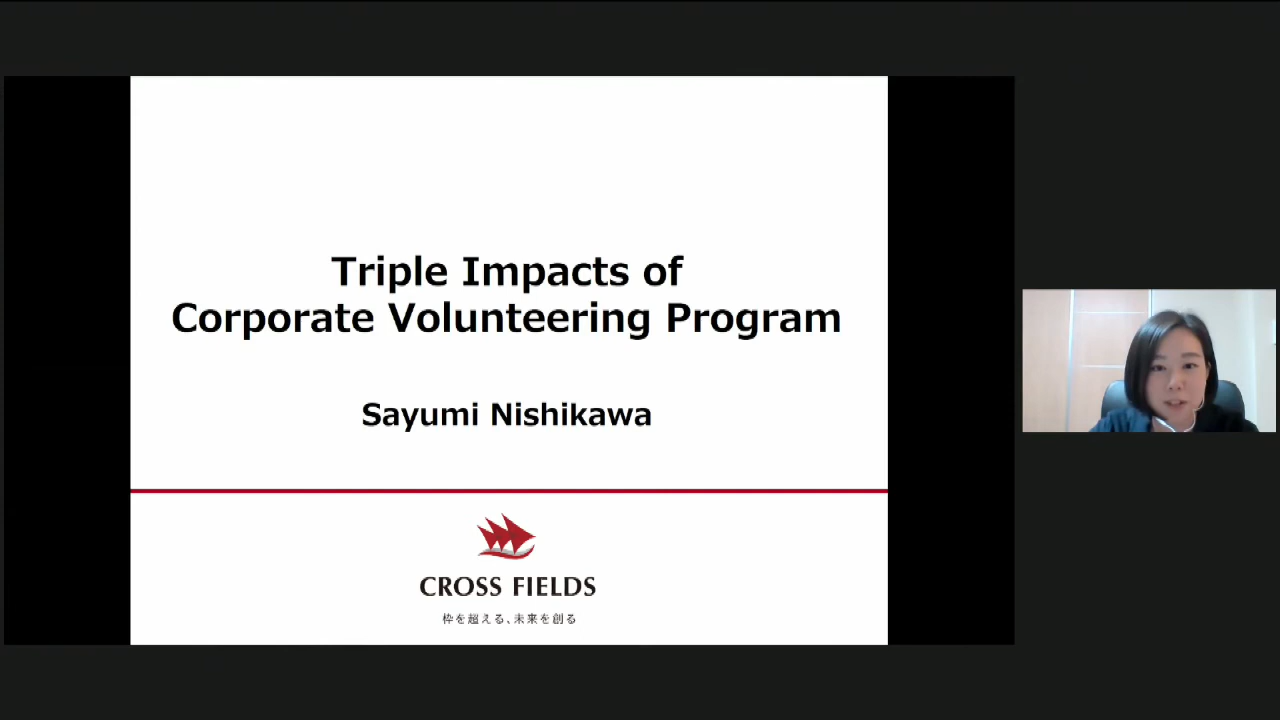 Triple Impacts of
Corporate Volunteering Program
Sayumi Nishikawa
CROSS FIELDS
枠を超える、未来を創る